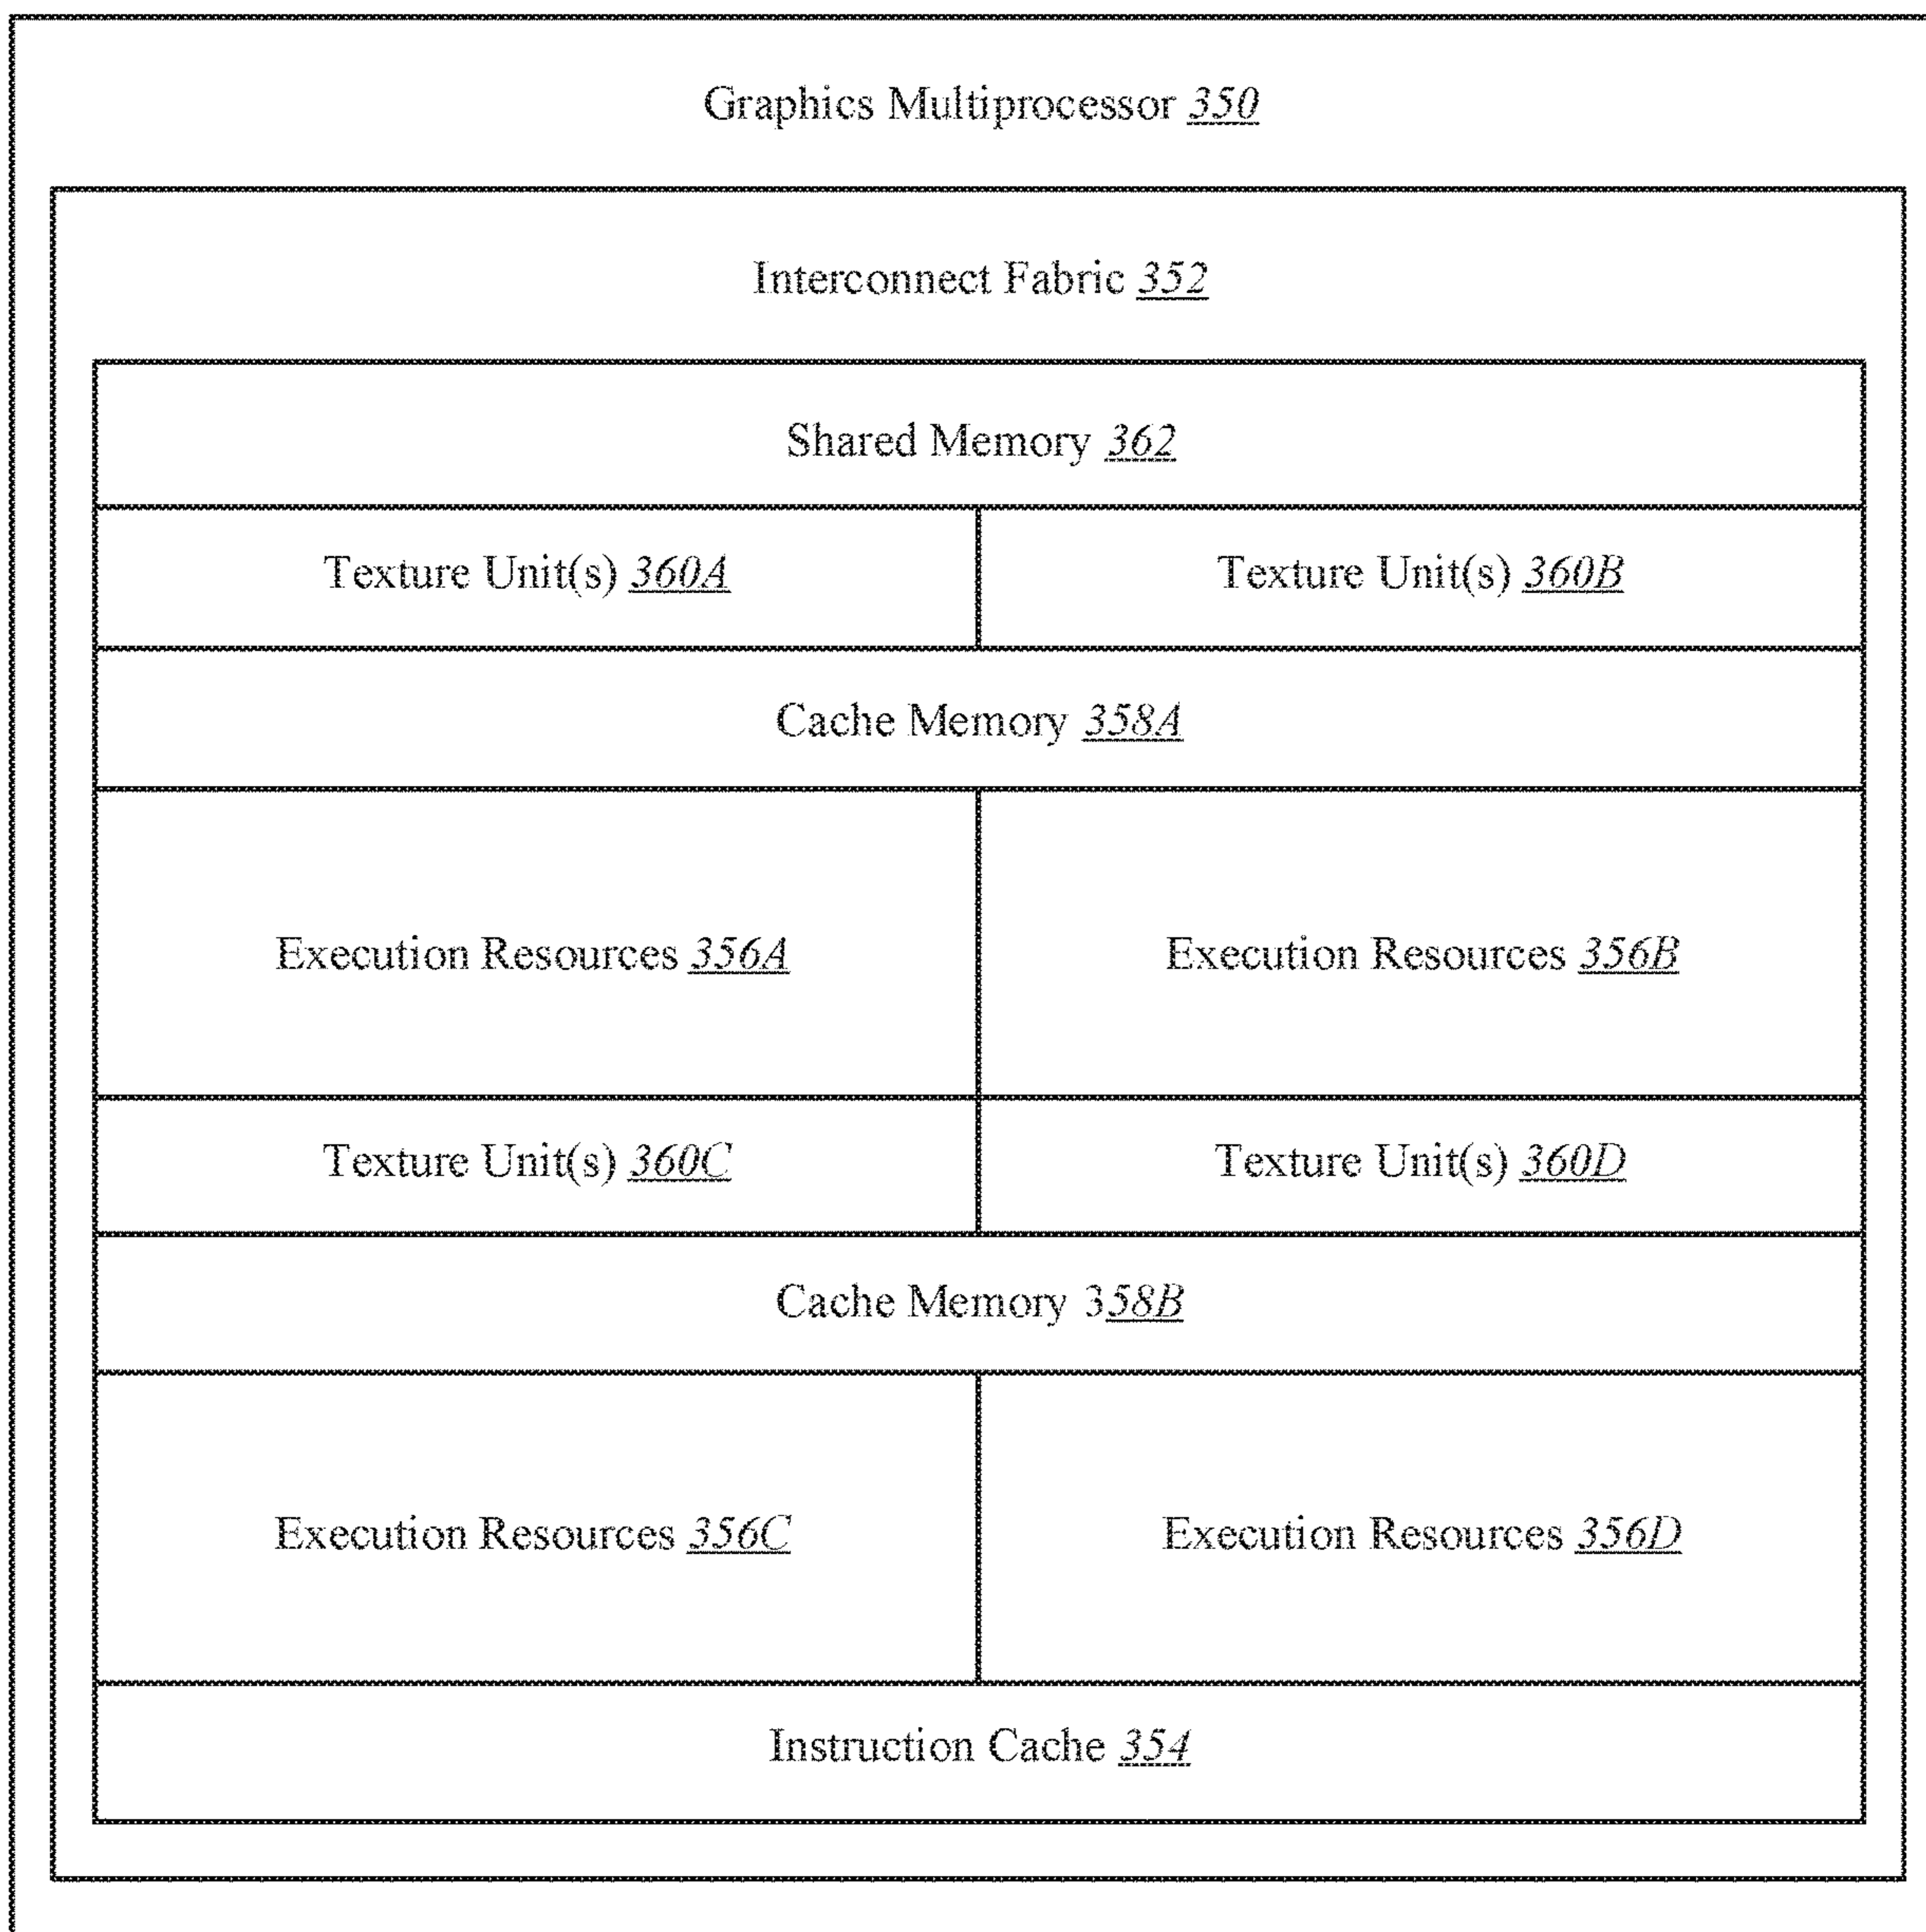 Graphics Multiprocessor 350
Interconnect Fabric 352
Shared Memory 362
Texture Unit(s) 360A
Texture Unit(s) 360B
Cache Memory 358A
Execution Resources 356A
Execution Resources 356B
Texture Unit(s) 360C
Texture Unit(s) 360D
Cache Memory 358B
Execution Resources 356C
Execution Resources 356D
Instruction Cache 354